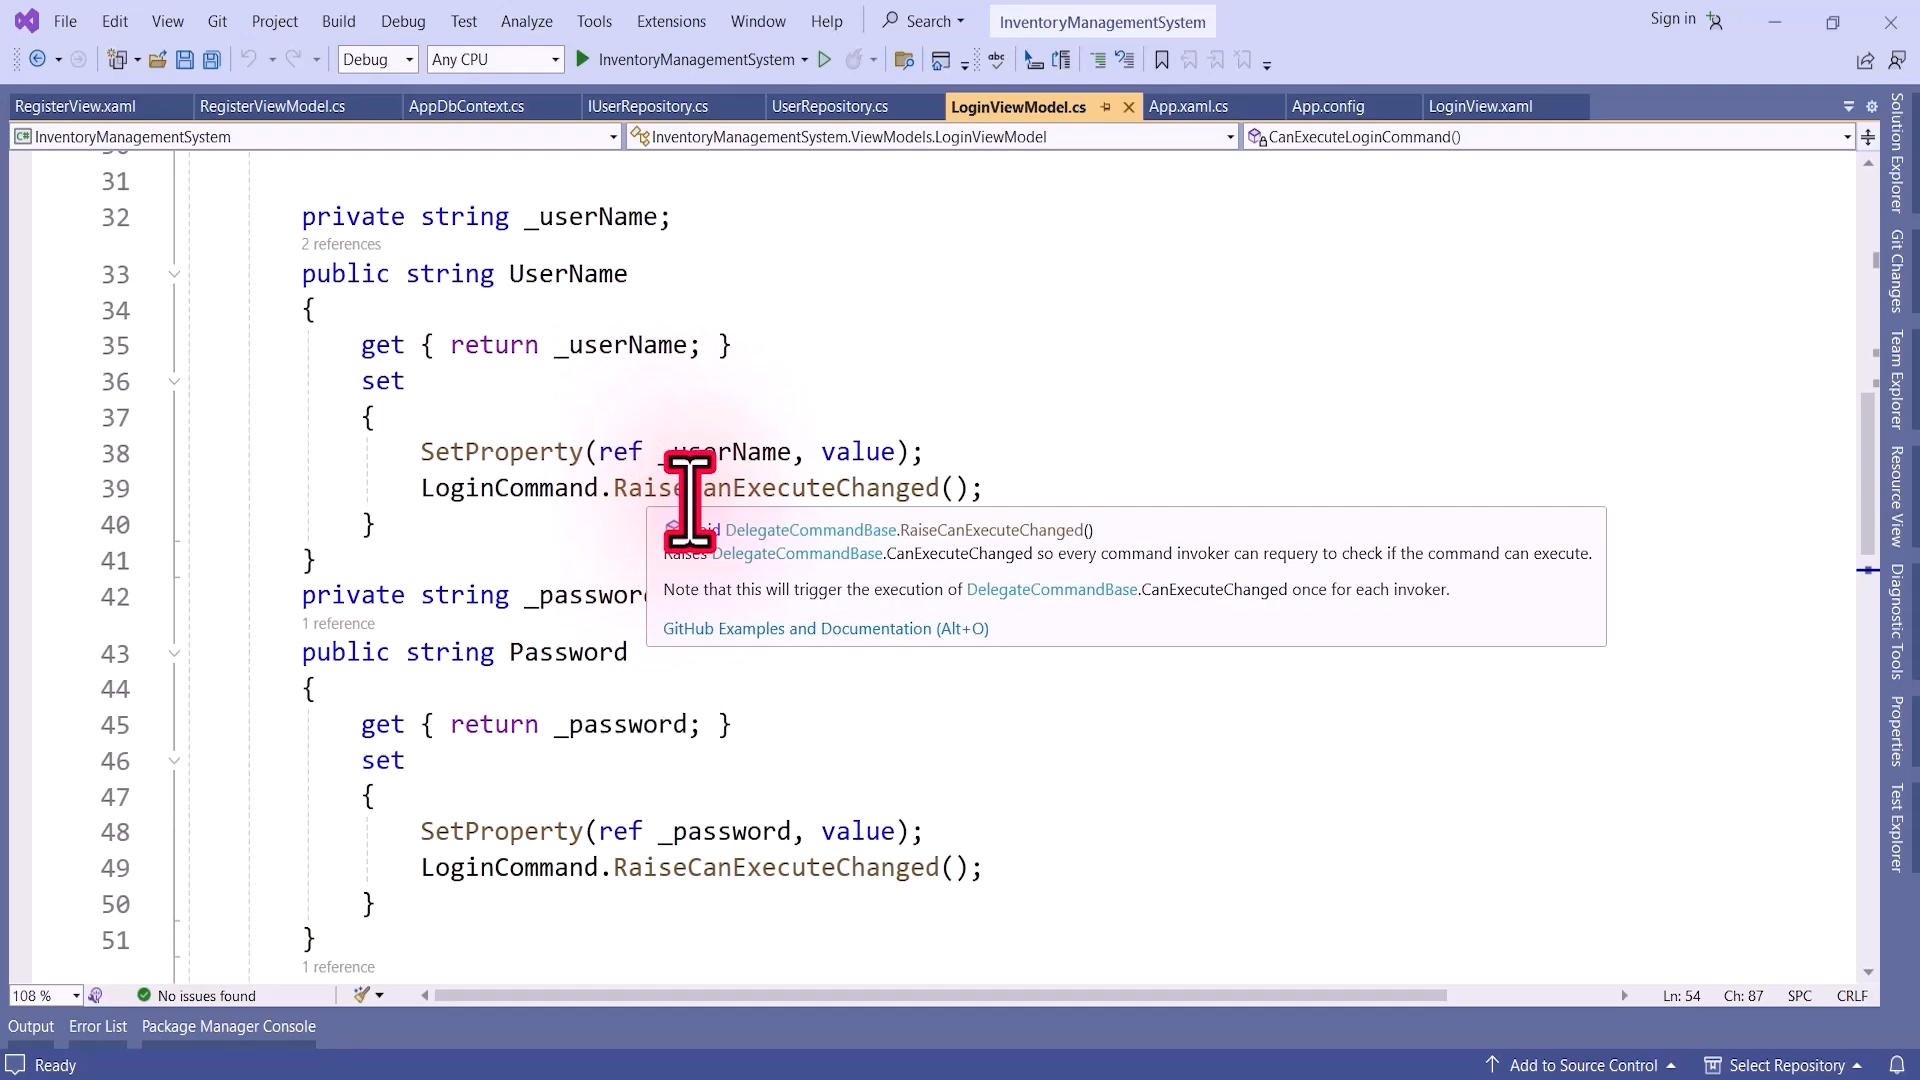 File Edit View Git Project Build Debug Test Analyze Tools Extensions Window Help Search InventoryManagementSystem Sign in
Debug Any CPU InventoryManagementSystem abc
RegisterView.xaml RegisterViewModel.cs AppDbContext.cs IUserRepository.cs UserRepository.cs LoginViewModel.cs App.xaml.cs App.config LoginView.xaml
C# InventoryManagementSystem InventoryManagementSystem.ViewModels.LoginViewModel CanExecuteLoginCommand()
31
32 private string _userName;
2 references
33 public string UserName
34 {
35 get { return _userName; }
36 set
37 {
38 SetProperty(ref _userName, value);
39 LoginCommand.RaiseCanExecuteChanged();
40 }
41 }
42 private string
1 reference
43 public string Password
44 {
45 get { return _password; }
46 set
47 {
48 SetProperty(ref _password, value);
49 LoginCommand.RaiseCanExecuteChanged();
50 }
51 }
1 reference
DelegateCommandBase.RaiseCanExecuteChanged()
Raises DelegateCommandBase.CanExecuteChanged so every command invoker can requery to check if the command can execute.
Note that this will trigger the execution of DelegateCommandBase.CanExecuteChanged once for each invoker.
GitHub Examples and Documentation (Alt+O)
108 % No issues found Ln: 54 Ch: 87 SPC CRLF
Output Error List Package Manager Console
Ready Add to Source Control Select Repository
Solution Explorer
Git Changes
Team Explorer
Resource View
Diagnostic Tools
Properties
Test Explorer